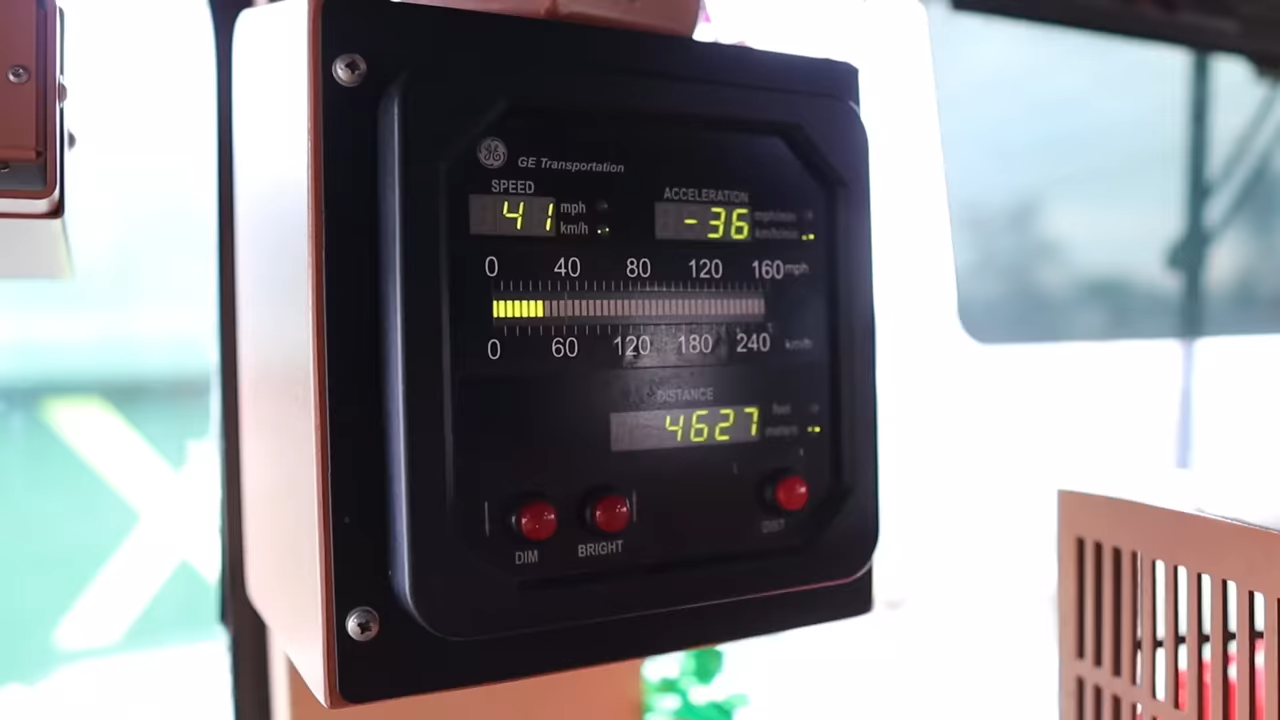 GE Transportation
SPEED
41 mph
km/h
ACCELERATION
-36 mph/min
km/h/min
0 40 80 120 160 mph
0 60 120 180 240 km/h
DISTANCE
4627 feet
meters
DIM
BRIGHT
DIST